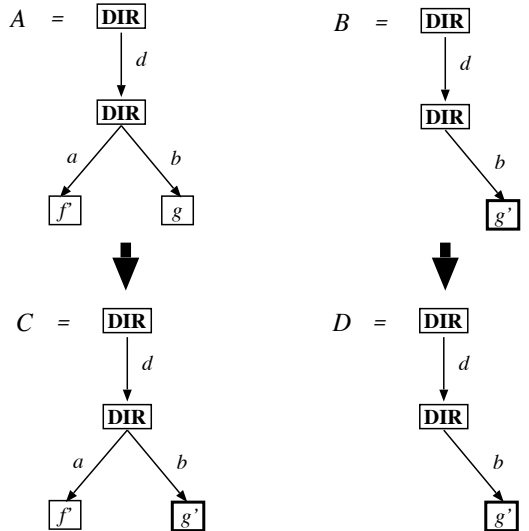 A = DIR B = DIR
d d
DIR DIR
a b b
f' g g'
C = DIR D = DIR
d d
DIR DIR
a b b
f' g' g'